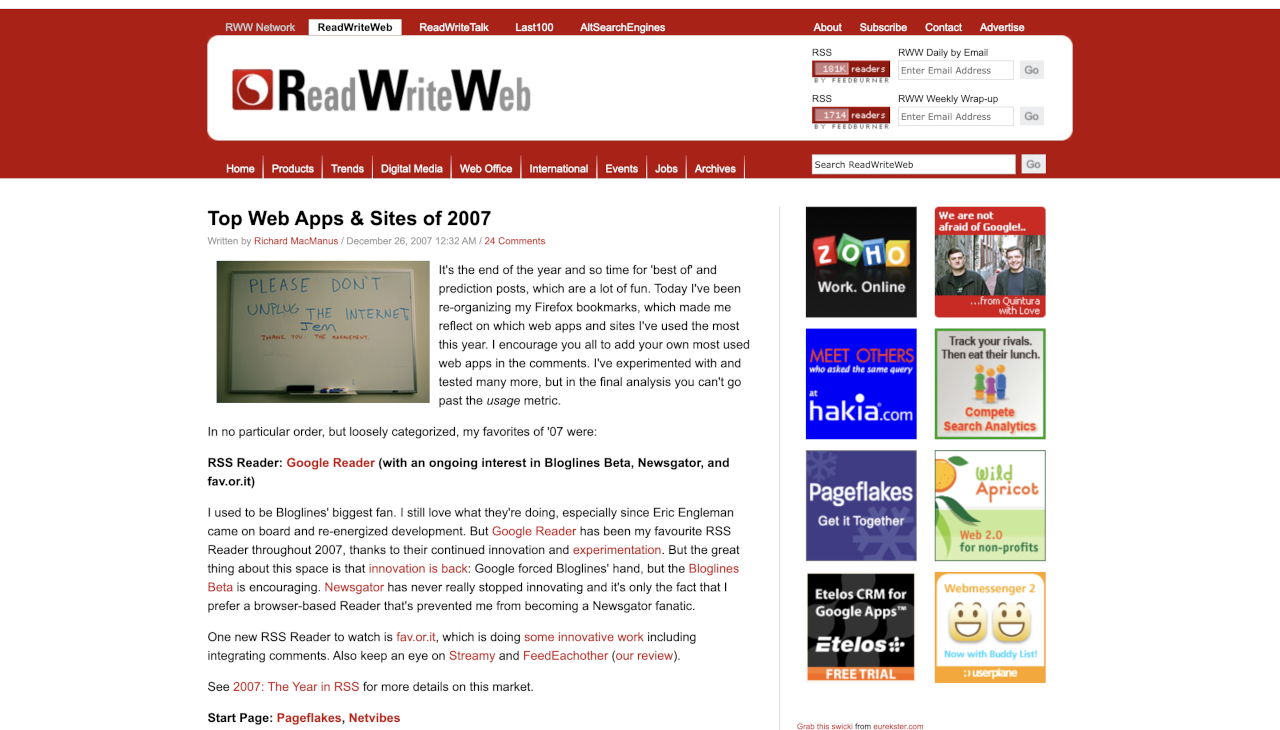 RWW Network ReadWriteWeb ReadWriteTalk Last100 AltSearchEngines About Subscribe Contact Advertise
ReadWriteWeb
RSS RWW Daily by Email
181K readers Enter Email Address Go
BY FEEDBURNER
RSS RWW Weekly Wrap-up
1714 readers Enter Email Address Go
BY FEEDBURNER
Home Products Trends Digital Media Web Office International Events Jobs Archives Search ReadWriteWeb Go
Top Web Apps & Sites of 2007
Written by Richard MacManus / December 26, 2007 12:32 AM / 24 Comments
PLEASE DON'T
UNPLUG THE INTERNET
Jen
THANK YOU. THE MANAGEMENT.
It's the end of the year and so time for 'best of' and
prediction posts, which are a lot of fun. Today I've been
re-organizing my Firefox bookmarks, which made me
reflect on which web apps and sites I've used the most
this year. I encourage you all to add your own most used
web apps in the comments. I've experimented with and
tested many more, but in the final analysis you can't go
past the usage metric.
In no particular order, but loosely categorized, my favorites of '07 were:
RSS Reader: Google Reader (with an ongoing interest in Bloglines Beta, Newsgator, and
fav.or.it)
I used to be Bloglines' biggest fan. I still love what they're doing, especially since Eric Engleman
came on board and re-energized development. But Google Reader has been my favourite RSS
Reader throughout 2007, thanks to their continued innovation and experimentation. But the great
thing about this space is that innovation is back: Google forced Bloglines' hand, but the Bloglines
Beta is encouraging. Newsgator has never really stopped innovating and it's only the fact that I
prefer a browser-based Reader that's prevented me from becoming a Newsgator fanatic.
One new RSS Reader to watch is fav.or.it, which is doing some innovative work including
integrating comments. Also keep an eye on Streamy and FeedEachother (our review).
See 2007: The Year in RSS for more details on this market.
Start Page: Pageflakes, Netvibes
ZOHO
Work. Online
We are not
afraid of Google!..
...from Quintura
with Love
MEET OTHERS
who asked the same query
at
hakia.com
Track your rivals.
Then eat their lunch.
Compete
Search Analytics
Pageflakes
Get it Together
Wild
Apricot
Web 2.0
for non-profits
Etelos CRM for
Google Apps™
Etelos
FREE TRIAL
Webmessenger 2
Now with Buddy List!
userplane
Grab this swicki from eurekster.com